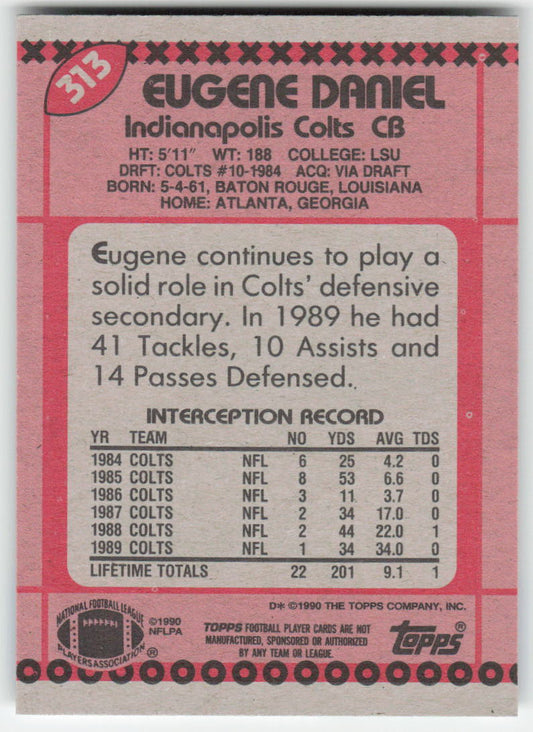 313
EUGENE DANIEL
Indianapolis Colts CB
HT: 5'11" WT: 188 COLLEGE: LSU
DRFT: COLTS #10-1984 ACQ: VIA DRAFT
BORN: 5-4-61, BATON ROUGE, LOUISIANA
HOME: ATLANTA, GEORGIA
Eugene continues to play a
solid role in Colts' defensive
secondary. In 1989 he had
41 Tackles, 10 Assists and
14 Passes Defensed.
INTERCEPTION RECORD
YR TEAM NO YDS AVG TDS
1984 COLTS NFL 6 25 4.2 0
1985 COLTS NFL 8 53 6.6 0
1986 COLTS NFL 3 11 3.7 0
1987 COLTS NFL 2 34 17.0 0
1988 COLTS NFL 2 44 22.0 1
1989 COLTS NFL 1 34 34.0 0
LIFETIME TOTALS 22 201 9.1 1
D* ©1990 THE TOPPS COMPANY, INC.
NATIONAL FOOTBALL LEAGUE
PLAYERS ASSOCIATION ®
©1990
NFLPA
TOPPS FOOTBALL PLAYER CARDS ARE NOT
MANUFACTURED, SPONSORED OR AUTHORIZED
BY ANY TEAM OR LEAGUE.
topps ®